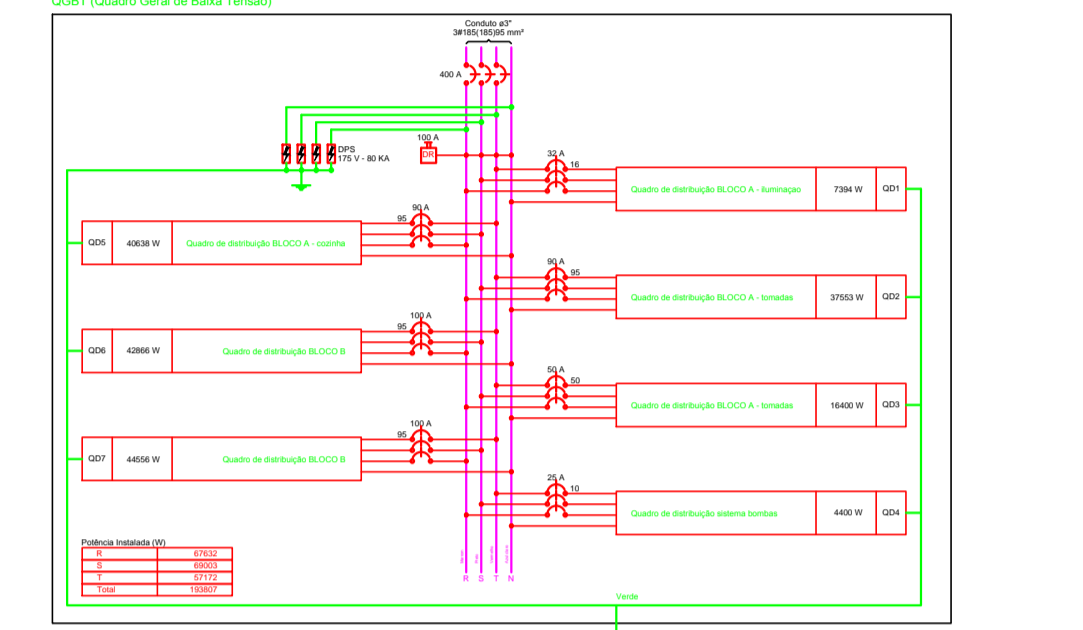 QGBT (Quadro Geral de Baixa Tensão)
Conduto ø3"
3#185(185)95 mm²
400 A
DPS
175 V - 80 KA
100 A
DR
32 A
16
Quadro de distribuição BLOCO A - iluminaçao
7394 W
QD1
90 A
95
QD5
40638 W
Quadro de distribuição BLOCO A - cozinha
90 A
95
Quadro de distribuição BLOCO A - tomadas
37553 W
QD2
100 A
95
QD6
42866 W
Quadro de distribuição BLOCO B
50 A
50
Quadro de distribuição BLOCO A - tomadas
16400 W
QD3
100 A
95
QD7
44556 W
Quadro de distribuição BLOCO B
25 A
10
Quadro de distribuição sistema bombas
4400 W
QD4
Potência Instalada (W)
R 67632
S 69003
T 57172
Total 193807
R S T N
Verde